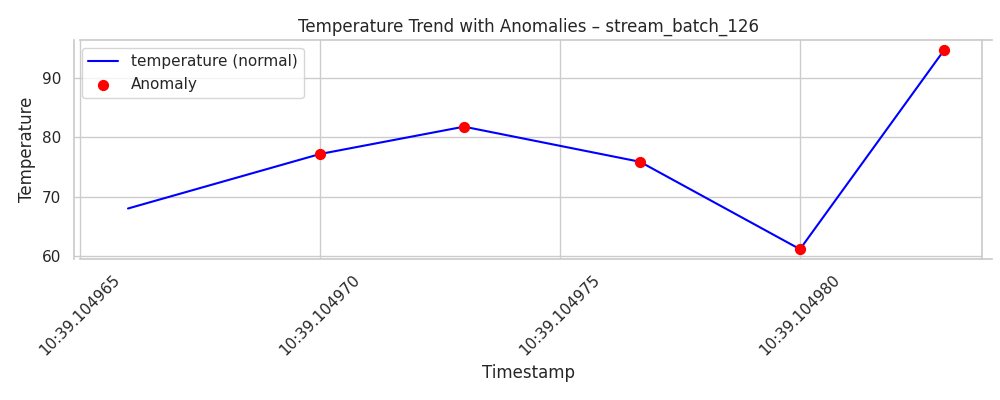 Temperature Trend with Anomalies – stream_batch_126
temperature (normal)
Anomaly
Temperature
90
80
70
60
10:39.104965
10:39.104970
10:39.104975
10:39.104980
Timestamp